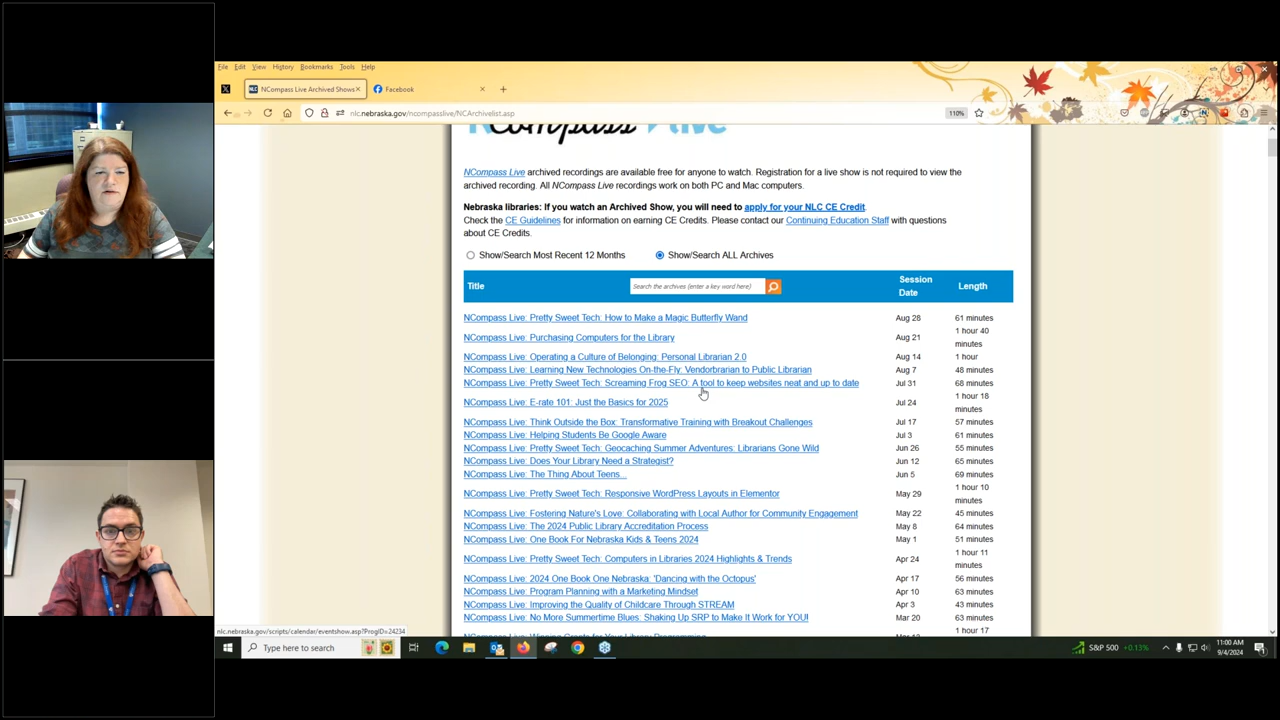 File Edit View History Bookmarks Tools Help
NLC NCompass Live Archived Shows Facebook
nlc.nebraska.gov/ncompasslive/NCArchivelist.asp 110%
NCompass Live
NCompass Live archived recordings are available free for anyone to watch. Registration for a live show is not required to view the
archived recording. All NCompass Live recordings work on both PC and Mac computers.
Nebraska libraries: If you watch an Archived Show, you will need to apply for your NLC CE Credit.
Check the CE Guidelines for information on earning CE Credits. Please contact our Continuing Education Staff with questions
about CE Credits.
Show/Search Most Recent 12 Months Show/Search ALL Archives
Title Search the archives (enter a key word here) Session Date Length
NCompass Live: Pretty Sweet Tech: How to Make a Magic Butterfly Wand Aug 28 61 minutes
NCompass Live: Purchasing Computers for the Library Aug 21 1 hour 40 minutes
NCompass Live: Operating a Culture of Belonging: Personal Librarian 2.0 Aug 14 1 hour
NCompass Live: Learning New Technologies On-the-Fly: Vendorbrarian to Public Librarian Aug 7 48 minutes
NCompass Live: Pretty Sweet Tech: Screaming Frog SEO: A tool to keep websites neat and up to date Jul 31 68 minutes
NCompass Live: E-rate 101: Just the Basics for 2025 Jul 24 1 hour 18 minutes
NCompass Live: Think Outside the Box: Transformative Training with Breakout Challenges Jul 17 57 minutes
NCompass Live: Helping Students Be Google Aware Jul 3 61 minutes
NCompass Live: Pretty Sweet Tech: Geocaching Summer Adventures: Librarians Gone Wild Jun 26 55 minutes
NCompass Live: Does Your Library Need a Strategist? Jun 12 65 minutes
NCompass Live: The Thing About Teens... Jun 5 69 minutes
NCompass Live: Pretty Sweet Tech: Responsive WordPress Layouts in Elementor May 29 1 hour 10 minutes
NCompass Live: Fostering Nature's Love: Collaborating with Local Author for Community Engagement May 22 45 minutes
NCompass Live: The 2024 Public Library Accreditation Process May 8 64 minutes
NCompass Live: One Book For Nebraska Kids & Teens 2024 May 1 51 minutes
NCompass Live: Pretty Sweet Tech: Computers in Libraries 2024 Highlights & Trends Apr 24 1 hour 11 minutes
NCompass Live: 2024 One Book One Nebraska: 'Dancing with the Octopus' Apr 17 56 minutes
NCompass Live: Program Planning with a Marketing Mindset Apr 10 63 minutes
NCompass Live: Improving the Quality of Childcare Through STREAM Apr 3 43 minutes
NCompass Live: No More Summertime Blues: Shaking Up SRP to Make It Work for YOU! Mar 20 63 minutes
1 hour 17
nlc.nebraska.gov/scripts/calendar/eventshow.asp?ProgID=24234
Type here to search S&P 500 +0.13% 11:00 AM
9/4/2024